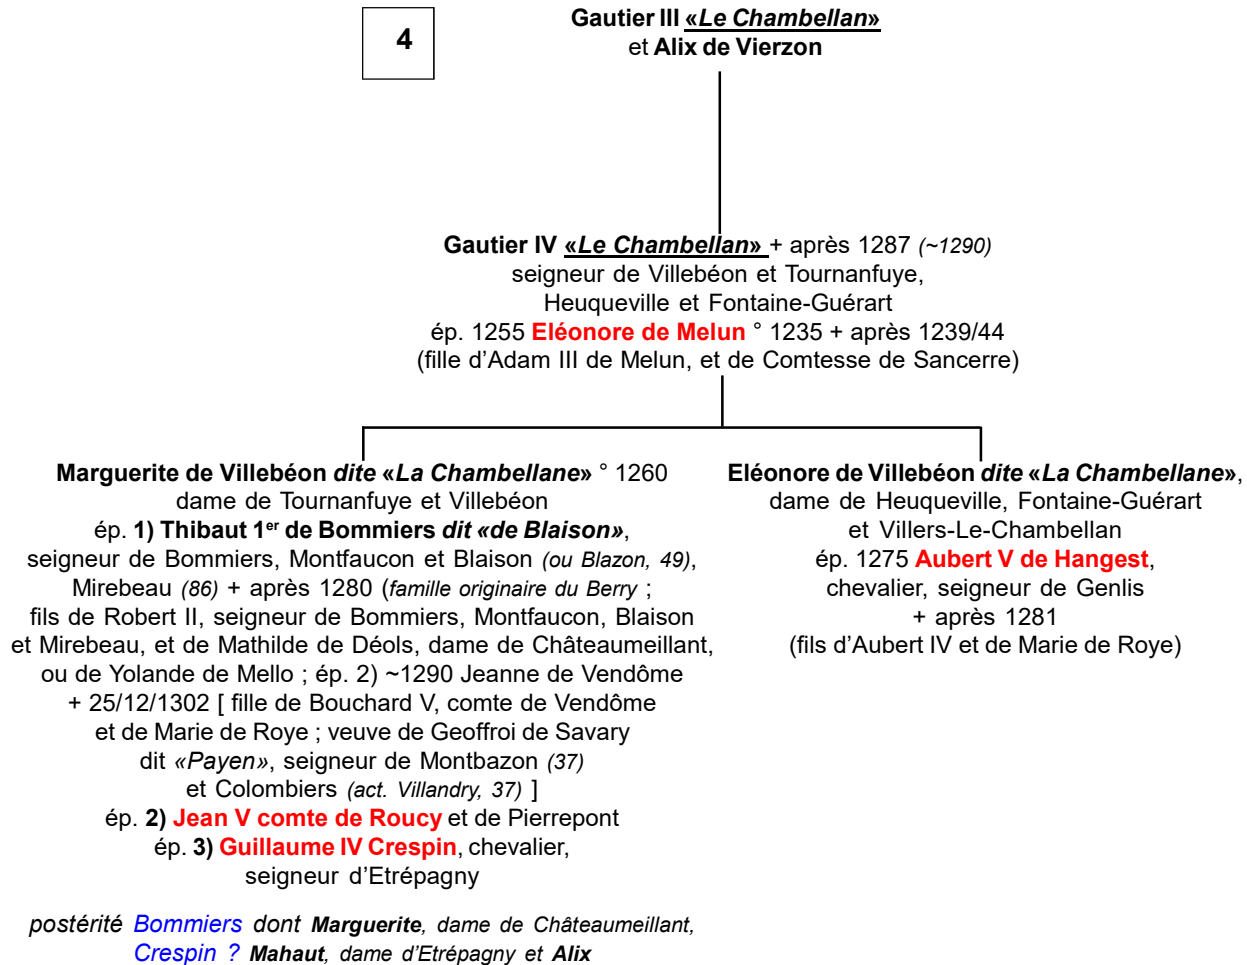 4
Gautier III «Le Chambellan»
et Alix de Vierzon
Gautier IV «Le Chambellan» + après 1287 (~1290)
seigneur de Villebéon et Tournanfuye,
Heuqueville et Fontaine-Guérart
ép. 1255 Eléonore de Melun ° 1235 + après 1239/44
(fille d’Adam III de Melun, et de Comtesse de Sancerre)
Marguerite de Villebéon dite «La Chambellane» ° 1260
dame de Tournanfuye et Villebéon
ép. 1) Thibaut 1er de Bommiers dit «de Blaison»,
seigneur de Bommiers, Montfaucon et Blaison (ou Blazon, 49),
Mirebeau (86) + après 1280 (famille originaire du Berry ;
fils de Robert II, seigneur de Bommiers, Montfaucon, Blaison
et Mirebeau, et de Mathilde de Déols, dame de Châteaumeillant,
ou de Yolande de Mello ; ép. 2) ~1290 Jeanne de Vendôme
+ 25/12/1302 [ fille de Bouchard V, comte de Vendôme
et de Marie de Roye ; veuve de Geoffroi de Savary
dit «Payen», seigneur de Montbazon (37)
et Colombiers (act. Villandry, 37) ]
ép. 2) Jean V comte de Roucy et de Pierrepont
ép. 3) Guillaume IV Crespin, chevalier,
seigneur d’Etrépagny
postérité Bommiers dont Marguerite, dame de Châteaumeillant,
Crespin ? Mahaut, dame d’Etrépagny et Alix
Eléonore de Villebéon dite «La Chambellane»,
dame de Heuqueville, Fontaine-Guérart
et Villers-Le-Chambellan
ép. 1275 Aubert V de Hangest,
chevalier, seigneur de Genlis
+ après 1281
(fils d’Aubert IV et de Marie de Roye)